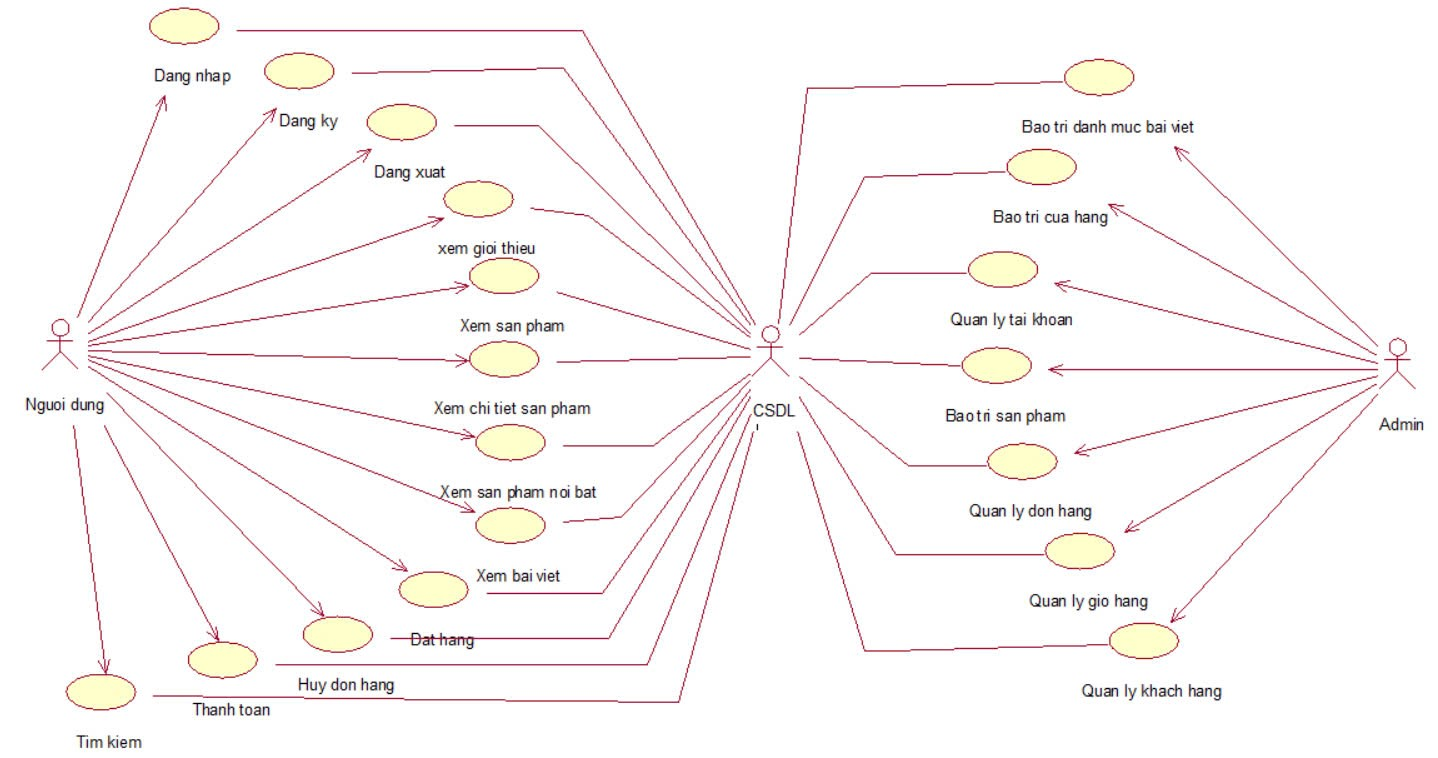 Dang nhap
Dang ky
Dang xuat
xem gioi thieu
Xem san pham
Xem chi tiet san pham
Xem san pham noi bat
Xem bai viet
Dat hang
Huy don hang
Thanh toan
Tim kiem
Nguoi dung
CSDL
Bao tri danh muc bai viet
Bao tri cua hang
Quan ly tai khoan
Bao tri san pham
Quan ly don hang
Quan ly gio hang
Quan ly khach hang
Admin